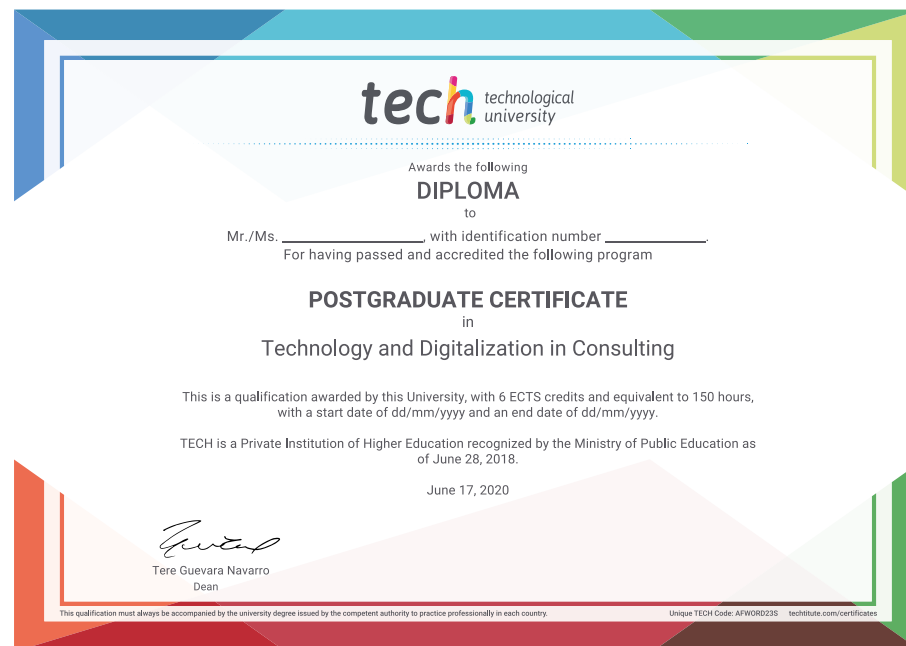 tech technological
university
Awards the following
DIPLOMA
to
Mr./Ms. ________________, with identification number ____________.
For having passed and accredited the following program
POSTGRADUATE CERTIFICATE
in
Technology and Digitalization in Consulting
This is a qualification awarded by this University, with 6 ECTS credits and equivalent to 150 hours,
with a start date of dd/mm/yyyy and an end date of dd/mm/yyyy.
TECH is a Private Institution of Higher Education recognized by the Ministry of Public Education as
of June 28, 2018.
June 17, 2020
Tere Guevara Navarro
Dean
This qualification must always be accompanied by the university degree issued by the competent authority to practice professionally in each country.
Unique TECH Code: AFWORD23S techtitute.com/certificates